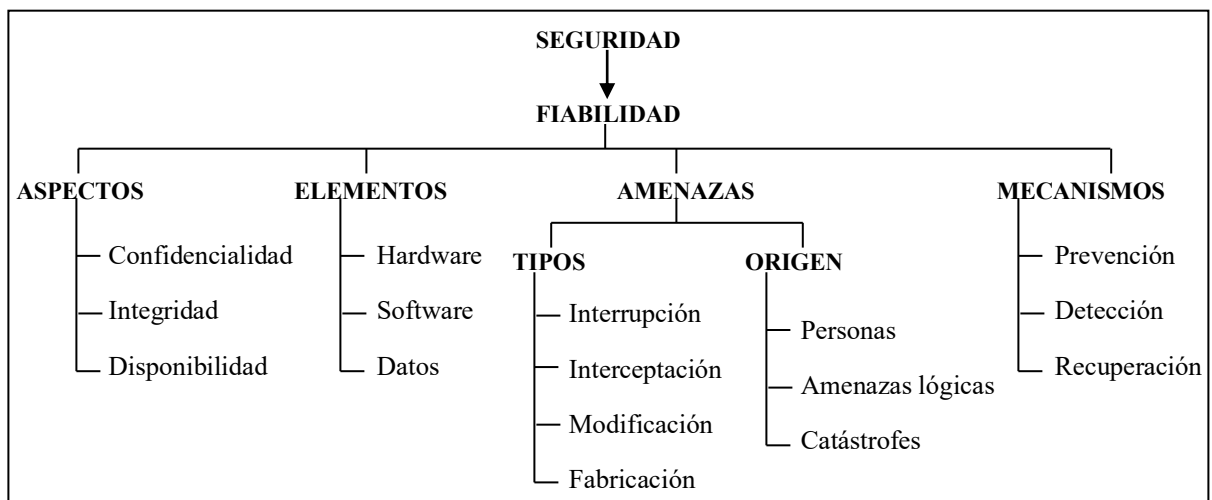 SEGURIDAD
FIABILIDAD
ASPECTOS
Confidencialidad
Integridad
Disponibilidad
ELEMENTOS
Hardware
Software
Datos
AMENAZAS
TIPOS
Interrupción
Interceptación
Modificación
Fabricación
ORIGEN
Personas
Amenazas lógicas
Catástrofes
MECANISMOS
Prevención
Detección
Recuperación